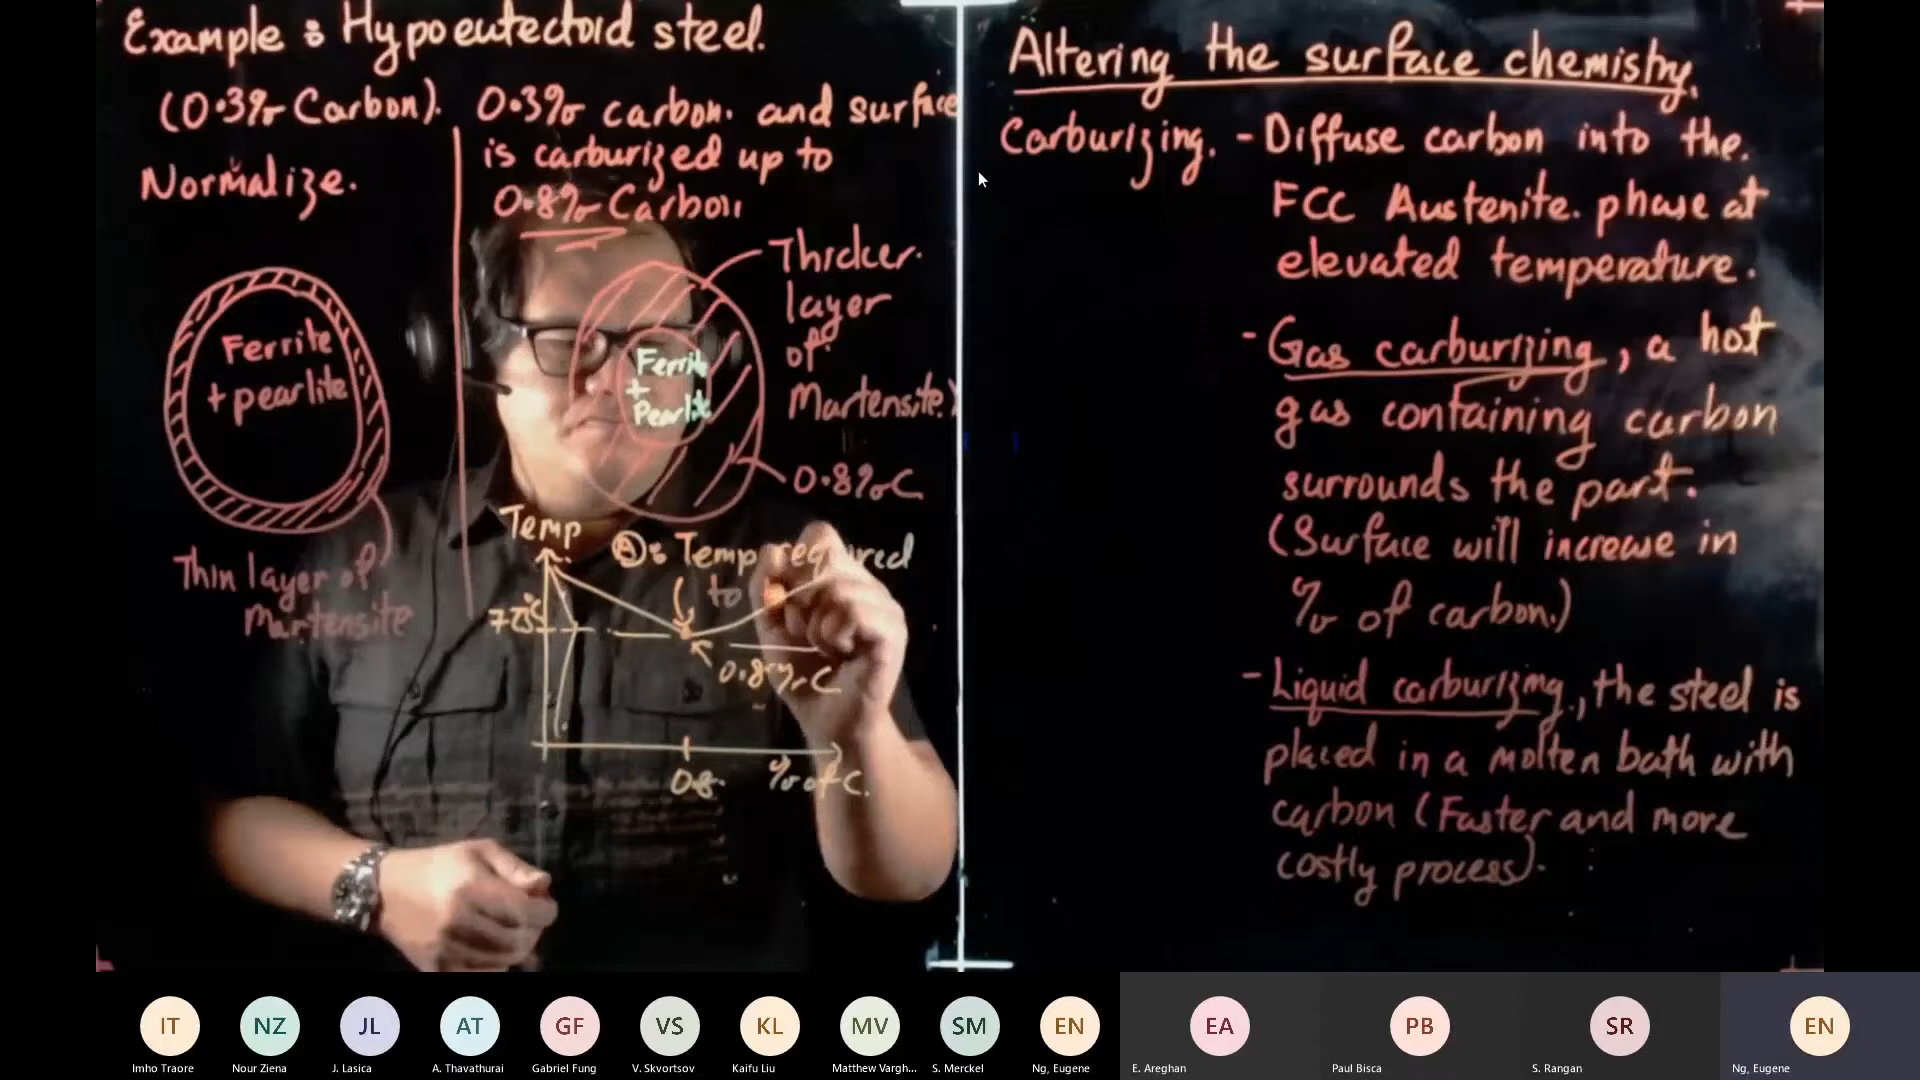 Example: Hypoeutectoid steel.
(0.3% Carbon).
Normalize.
Ferrite
+ pearlite
Thin layer of
Martensite
0.3% carbon. and surface
is carburized up to
0.8% Carbon
Thicker.
layer
of
Martensite.)
Ferrite
+
Pearlite
0.8% C
Temp
A: Temp required
to
0.8% C
0.8
% of C.
Altering the surface chemistry.
Carburizing. - Diffuse carbon into the.
FCC Austenite. phase at
elevated temperature.
- Gas carburizing, a hot
gas containing carbon
surrounds the part.
(Surface will increase in
% of carbon.)
- Liquid carburizing, the steel is
placed in a molten bath with
carbon (Faster and more
costly process).
IT NZ JL AT GF VS KL MV SM EN EA PB SR EN
Imho Traore Nour Ziena J. Lasica A. Thavathurai Gabriel Fung V. Skvortsov Kaifu Liu Matthew Vargh... S. Merckel Ng, Eugene E. Areghan Paul Bisca S. Rangan Ng, Eugene